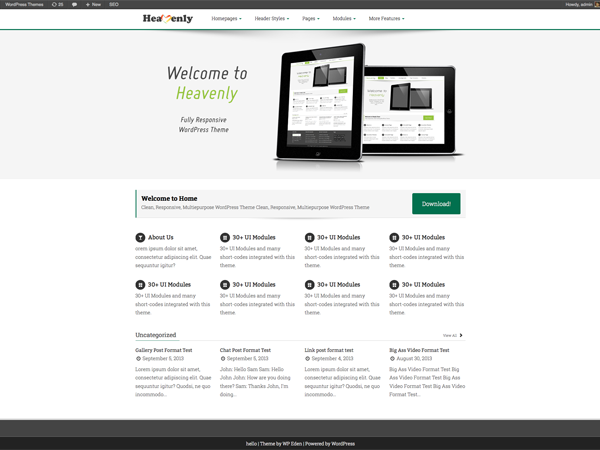 WordPress Themes 25 New SEO Howdy, admin
Heavenly Homepages Header Styles Pages Modules More Features
Welcome to
Heavenly
Fully Responsive
WordPress Theme
Welcome to Home
Clean, Responsive, Multiepurpose WordPress Theme Clean, Responsive, Multiepurpose WordPress Theme
Download!
About Us
orem ipsum dolor sit amet,
consectetur adipiscing elit. Quae
sequuntur igitur?
30+ UI Modules
30+ UI Modules and many
short-codes integrated with this
theme.
30+ UI Modules
30+ UI Modules and many
short-codes integrated with this
theme.
30+ UI Modules
30+ UI Modules and many
short-codes integrated with this
theme.
30+ UI Modules
30+ UI Modules and many
short-codes integrated with this
theme.
30+ UI Modules
30+ UI Modules and many
short-codes integrated with this
theme.
30+ UI Modules
30+ UI Modules and many
short-codes integrated with this
theme.
30+ UI Modules
30+ UI Modules and many
short-codes integrated with this
theme.
Uncategorized View All
Gallery Post Format Test
September 5, 2013
Lorem ipsum dolor sit amet,
consectetur adipiscing elit. Quae
sequuntur igitur? Quodsi, ne quo
incommodo...
Chat Post Format Test
September 5, 2013
John: Hello Sam Sam: Hello
John John: How are you doing
there? Sam: Thanks John, I'm
doing...
Link post format test
September 4, 2013
Lorem ipsum dolor sit amet,
consectetur adipiscing elit. Quae
sequuntur igitur? Quodsi, ne quo
incommodo...
Big Ass Video Format Test
August 30, 2013
Big Ass Video Format Test Big
Ass Video Format Test Big Ass
Video Format Test Big Ass
Video Format...
hello | Theme by WP Eden | Powered by WordPress